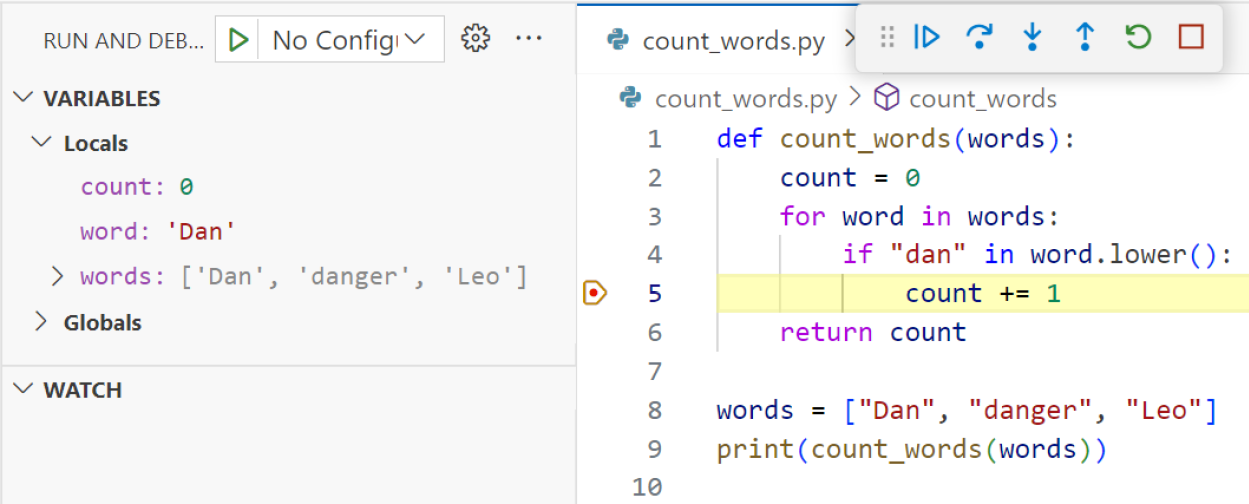 RUN AND DEB...
No Config
VARIABLES
Locals
count: 0
word: 'Dan'
words: ['Dan', 'danger', 'Leo']
Globals
WATCH
count_words.py
count_words.py > count_words
1 def count_words(words):
2     count = 0
3     for word in words:
4         if "dan" in word.lower():
5             count += 1
6     return count
7
8 words = ["Dan", "danger", "Leo"]
9 print(count_words(words))
10